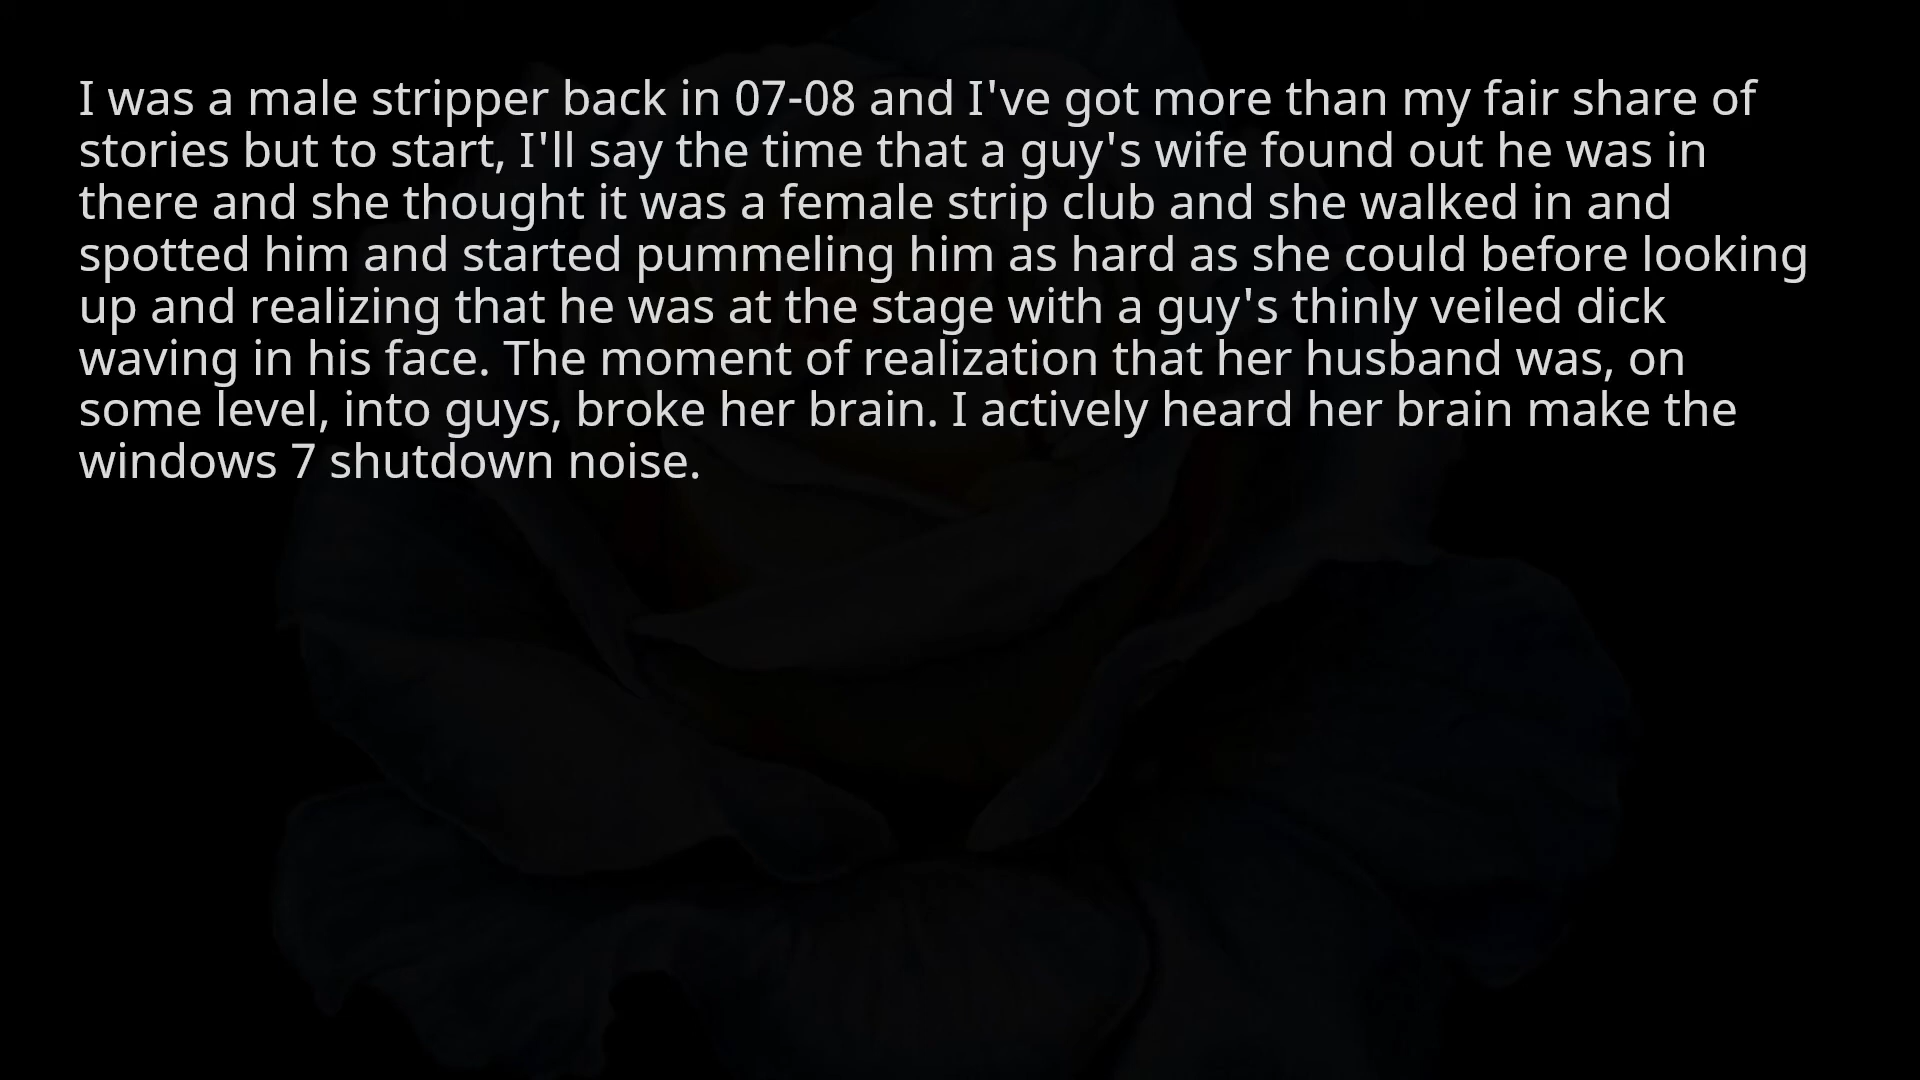 I was a male stripper back in 07-08 and I've got more than my fair share of
stories but to start, I'll say the time that a guy's wife found out he was in
there and she thought it was a female strip club and she walked in and
spotted him and started pummeling him as hard as she could before looking
up and realizing that he was at the stage with a guy's thinly veiled dick
waving in his face. The moment of realization that her husband was, on
some level, into guys, broke her brain. I actively heard her brain make the
windows 7 shutdown noise.